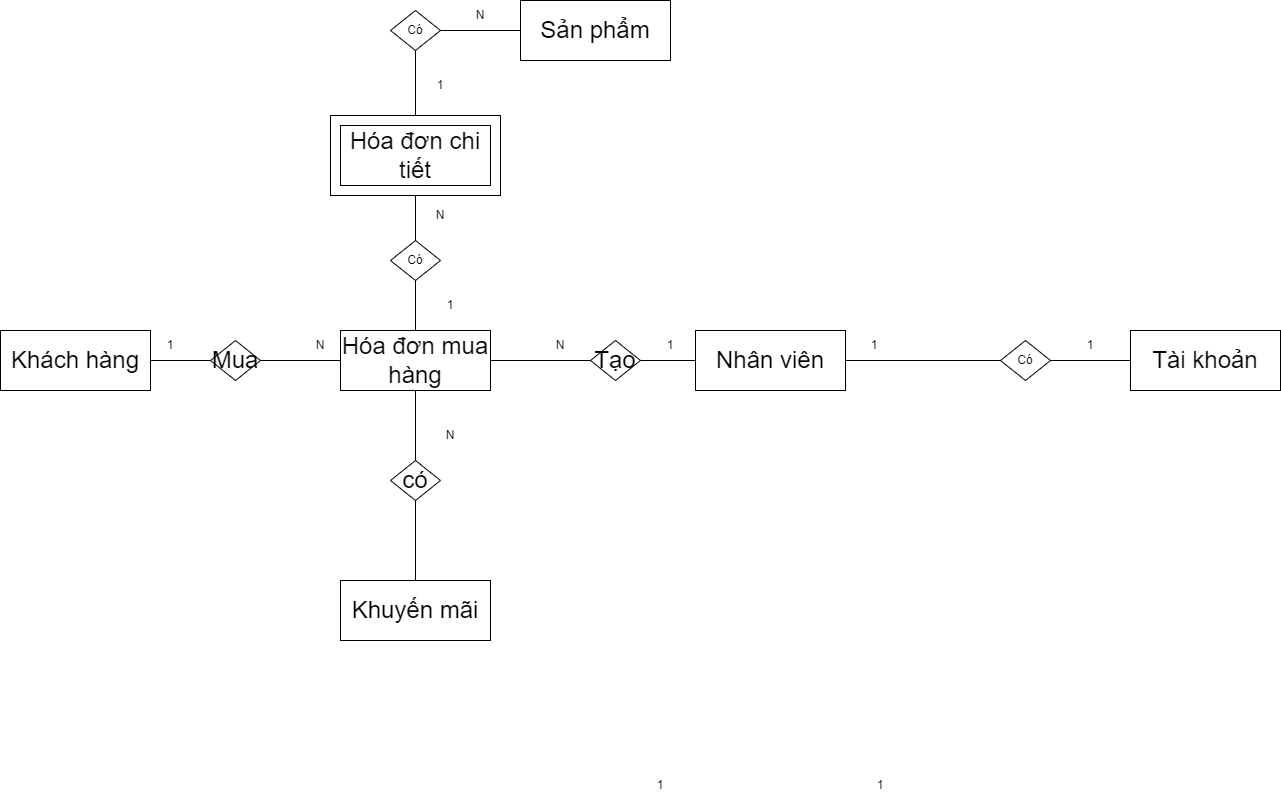 Có
N
Sản phẩm
1
Hóa đơn chi
tiết
N
Có
1
Khách hàng
1
Mua
N
Hóa đơn mua
hàng
N
Tạo
1
Nhân viên
1
Có
1
Tài khoản
N
có
Khuyến mãi
1
1